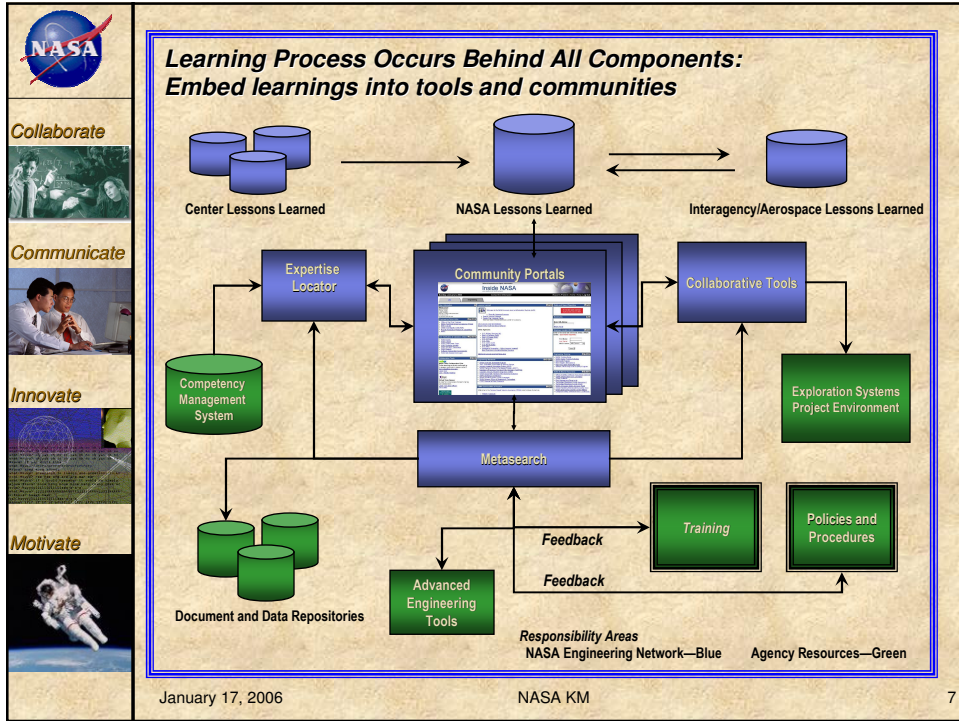 NASA
Learning Process Occurs Behind All Components:
Embed learnings into tools and communities
Collaborate
Communicate
Innovate
Motivate
Center Lessons Learned
NASA Lessons Learned
Interagency/Aerospace Lessons Learned
Expertise
Locator
Community Portals
Inside NASA
Collaborative Tools
Competency
Management
System
Exploration Systems
Project Environment
Metasearch
Feedback
Training
Policies and
Procedures
Feedback
Advanced
Engineering
Tools
Document and Data Repositories
Responsibility Areas
NASA Engineering Network—Blue Agency Resources—Green
January 17, 2006 NASA KM 7